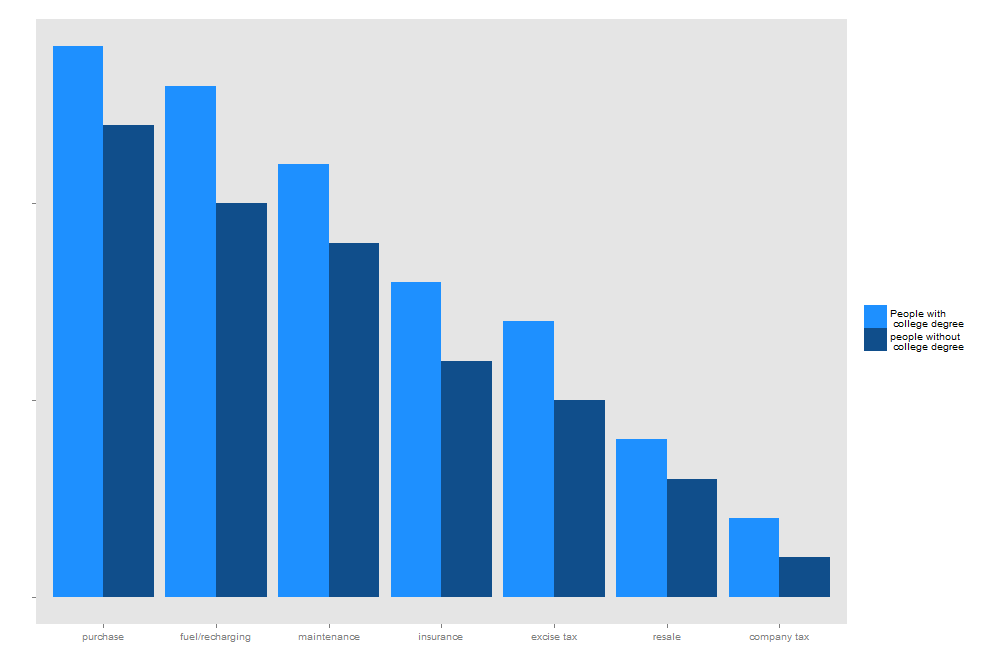 People with
college degree
people without
college degree
purchase
fuel/recharging
maintenance
insurance
excise tax
resale
company tax